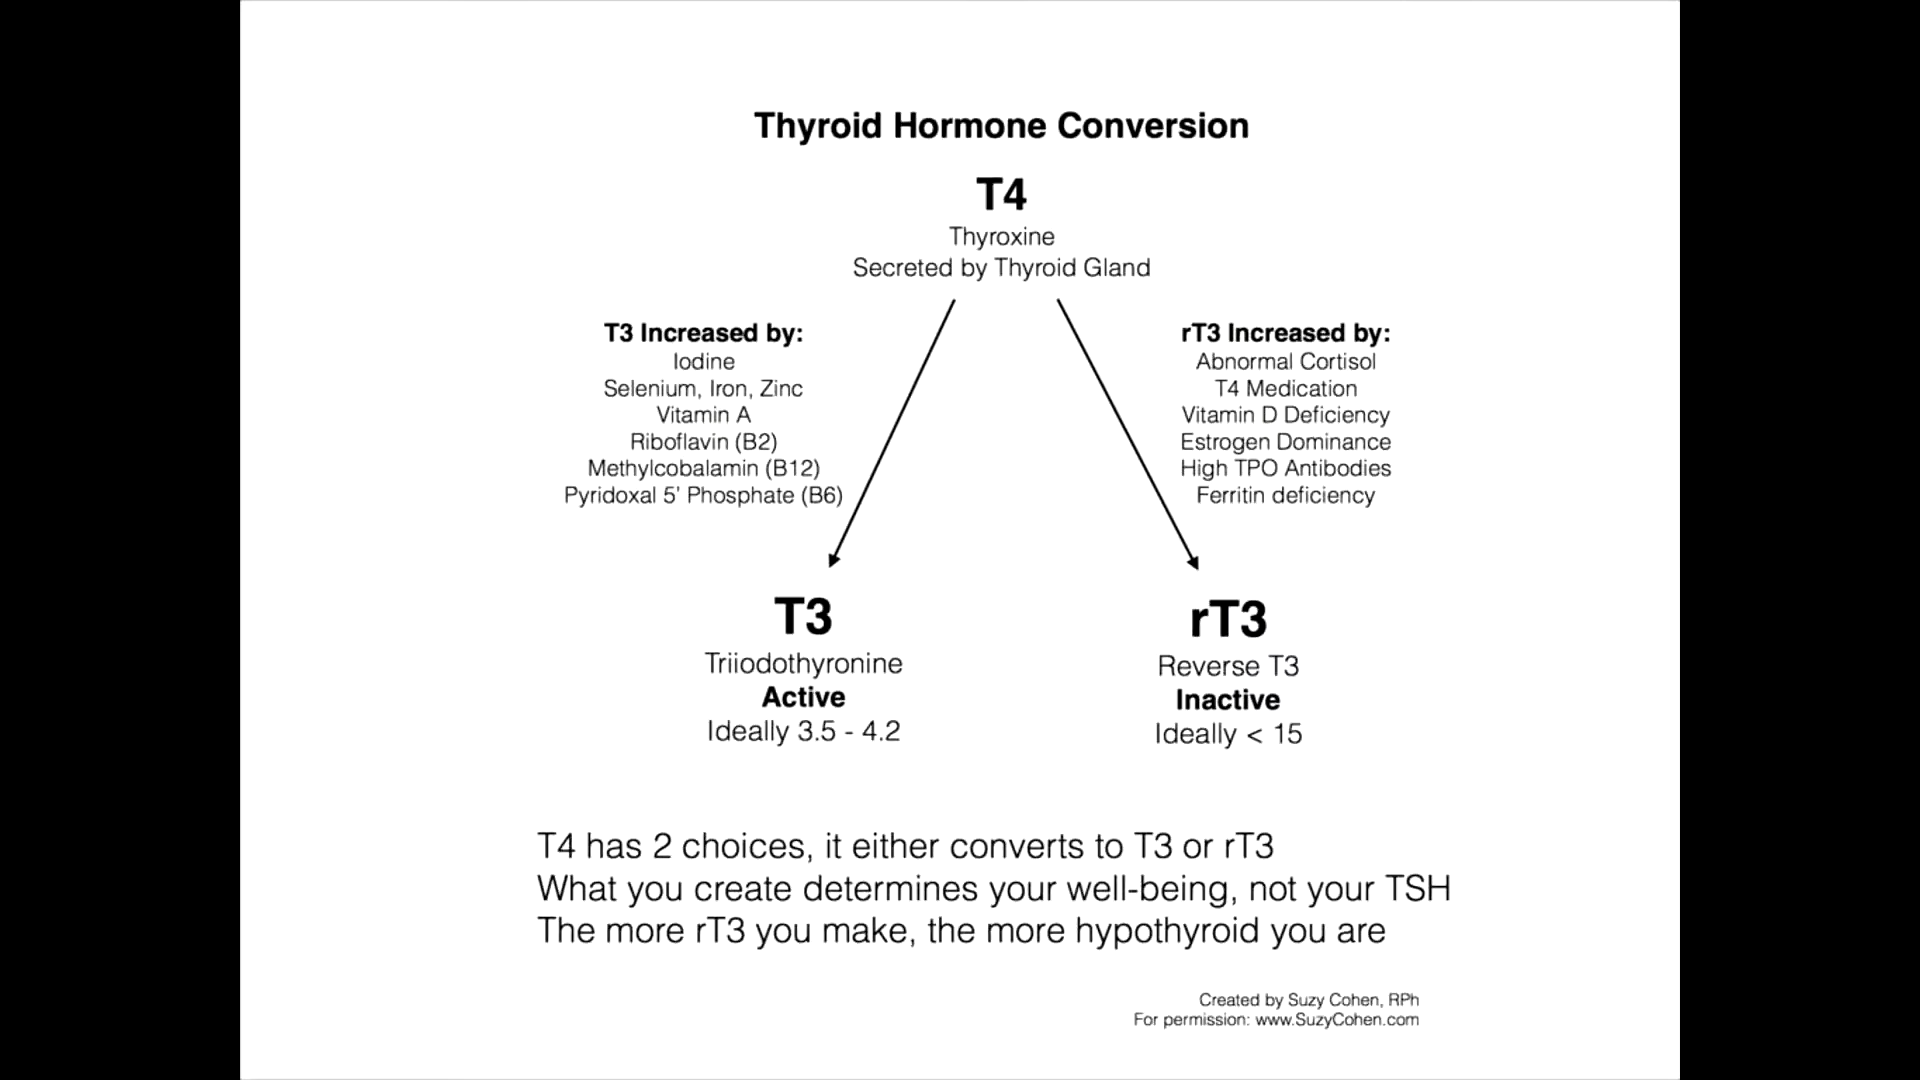 Thyroid Hormone Conversion
T4
Thyroxine
Secreted by Thyroid Gland
T3 Increased by:
Iodine
Selenium, Iron, Zinc
Vitamin A
Riboflavin (B2)
Methylcobalamin (B12)
Pyridoxal 5' Phosphate (B6)
rT3 Increased by:
Abnormal Cortisol
T4 Medication
Vitamin D Deficiency
Estrogen Dominance
High TPO Antibodies
Ferritin deficiency
T3
Triiodothyronine
Active
Ideally 3.5 - 4.2
rT3
Reverse T3
Inactive
Ideally < 15
T4 has 2 choices, it either converts to T3 or rT3
What you create determines your well-being, not your TSH
The more rT3 you make, the more hypothyroid you are
Created by Suzy Cohen, RPh
For permission: www.SuzyCohen.com